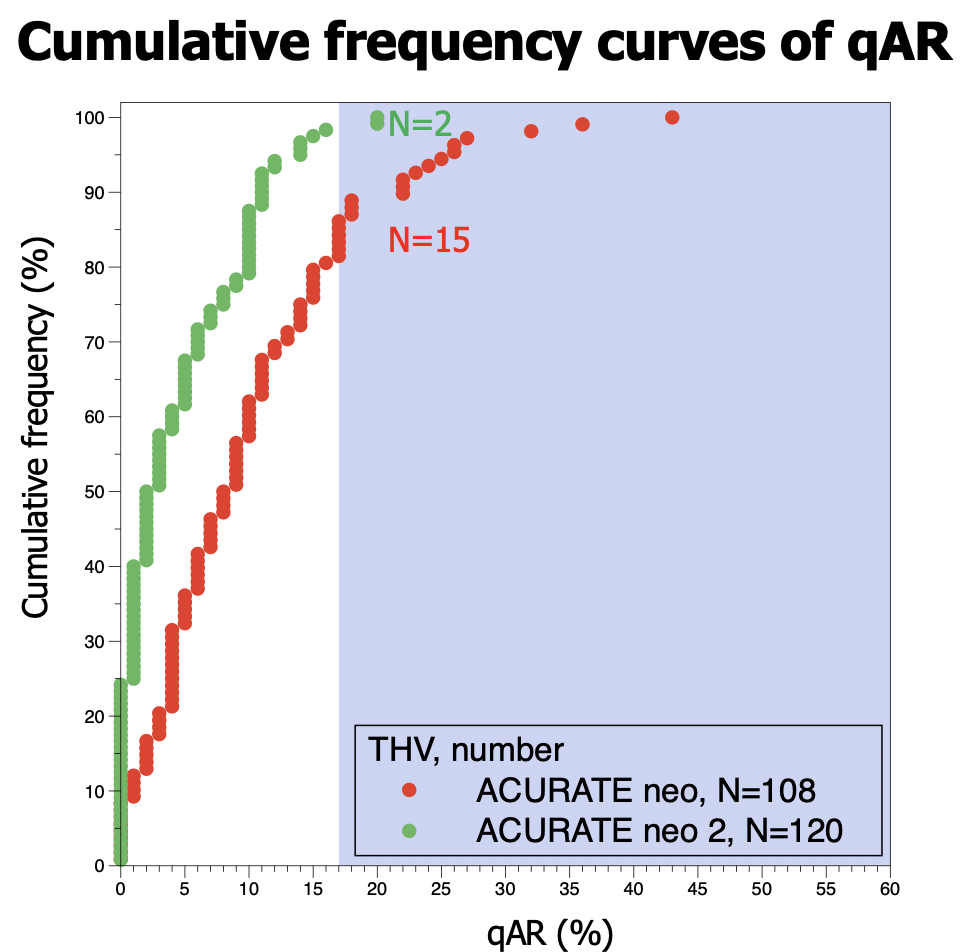 Cumulative frequency curves of qAR
Cumulative frequency (%)
100
90
80
70
60
50
40
30
20
10
0
N=2
N=15
THV, number
ACURATE neo, N=108
ACURATE neo 2, N=120
0 5 10 15 20 25 30 35 40 45 50 55 60
qAR (%)